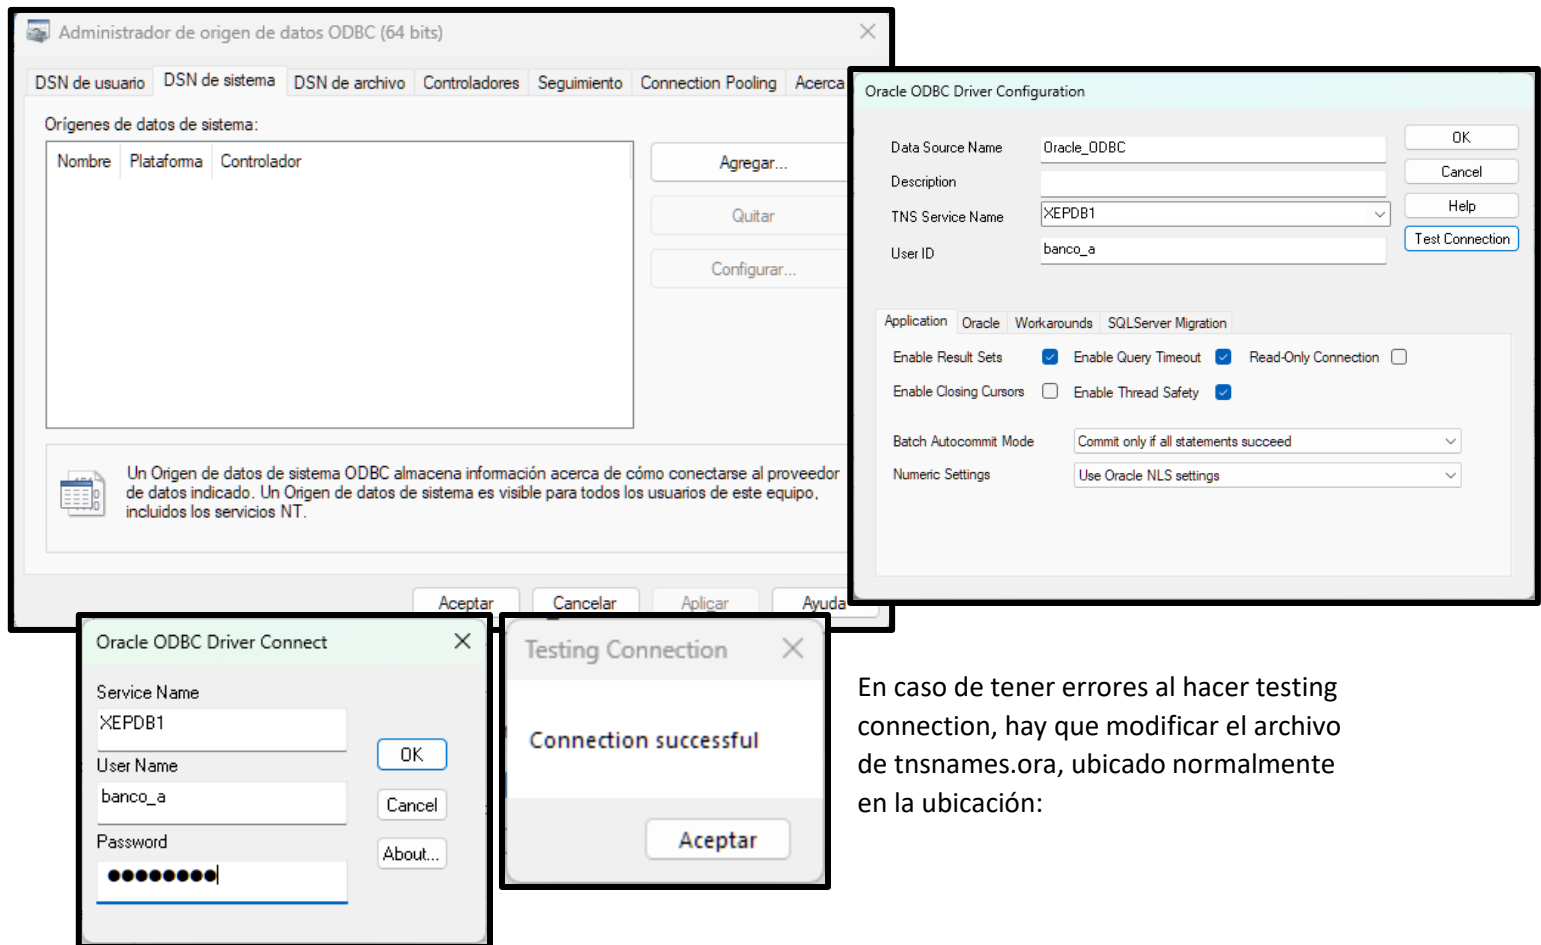 Administrador de origen de datos ODBC (64 bits)
DSN de usuario DSN de sistema DSN de archivo Controladores Seguimiento Connection Pooling Acerca
Orígenes de datos de sistema:
Nombre Plataforma Controlador
Agregar...
Quitar
Configurar...
Un Origen de datos de sistema ODBC almacena información acerca de cómo conectarse al proveedor
de datos indicado. Un Origen de datos de sistema es visible para todos los usuarios de este equipo,
incluidos los servicios NT.
Aceptar Cancelar Aplicar Ayuda
Oracle ODBC Driver Configuration
Data Source Name Oracle_ODBC
Description
TNS Service Name XEPDB1
User ID banco_a
OK
Cancel
Help
Test Connection
Application Oracle Workarounds SQLServer Migration
Enable Result Sets Enable Query Timeout Read-Only Connection
Enable Closing Cursors Enable Thread Safety
Batch Autocommit Mode Commit only if all statements succeed
Numeric Settings Use Oracle NLS settings
Oracle ODBC Driver Connect
Service Name
XEPDB1
User Name
banco_a
Password
OK
Cancel
About...
Testing Connection
Connection successful
Aceptar
En caso de tener errores al hacer testing
connection, hay que modificar el archivo
de tnsnames.ora, ubicado normalmente
en la ubicación: